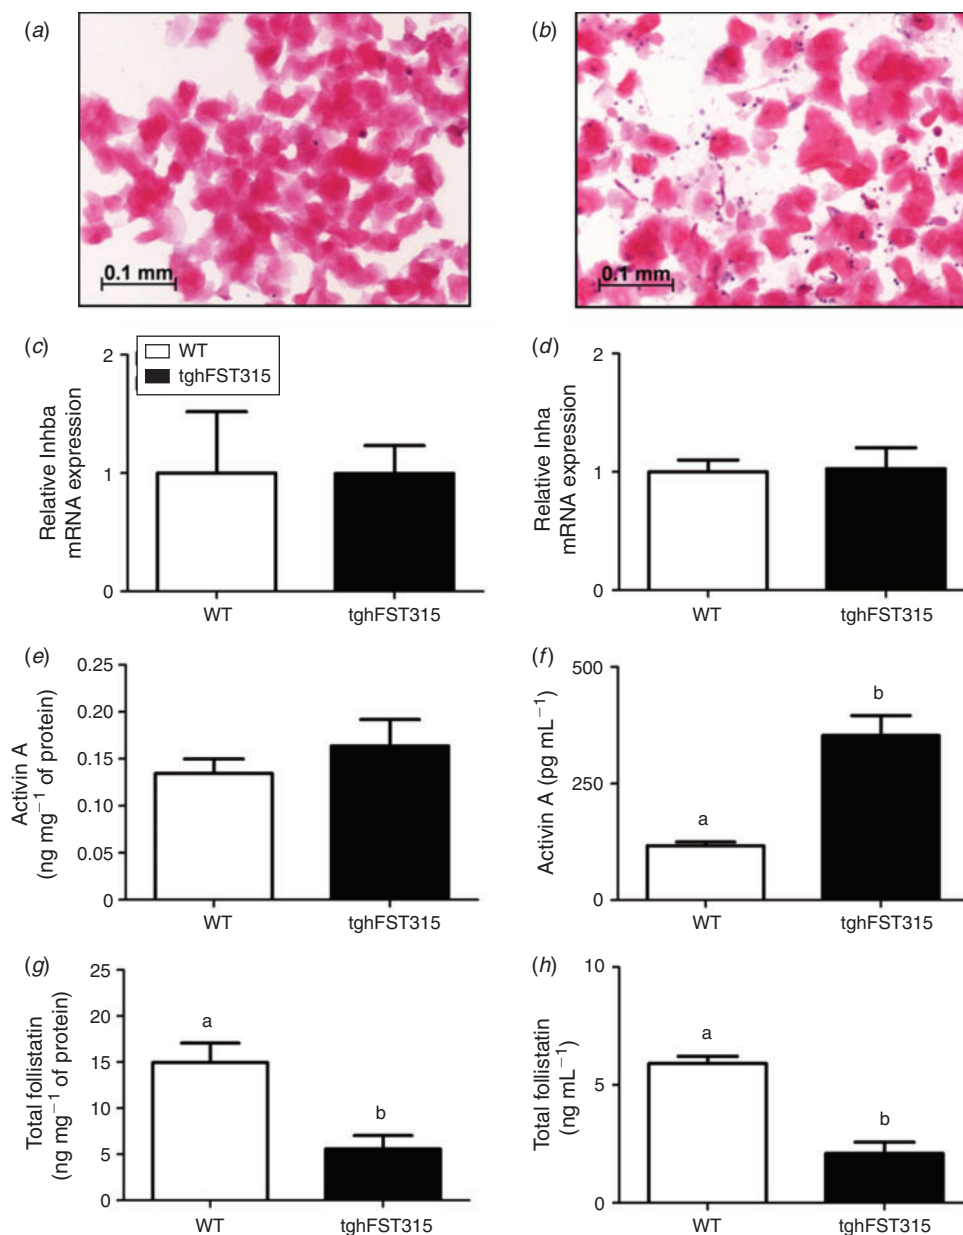 (a)
(b)
0.1 mm
0.1 mm
(c)
Relative Inhba
mRNA expression
2
1
0
WT
tghFST315
WT
tghFST315
(d)
Relative Inha
mRNA expression
2
1
0
WT
tghFST315
(e)
Activin A
(ng mg⁻¹ of protein)
0.25
0.20
0.15
0.10
0.05
0
WT
tghFST315
(f)
Activin A (pg mL⁻¹)
500
250
0
a
b
WT
tghFST315
(g)
Total follistatin
(ng mg⁻¹ of protein)
25
20
15
10
5
0
a
b
WT
tghFST315
(h)
Total follistatin
(ng mL⁻¹)
10
5
0
a
b
WT
tghFST315